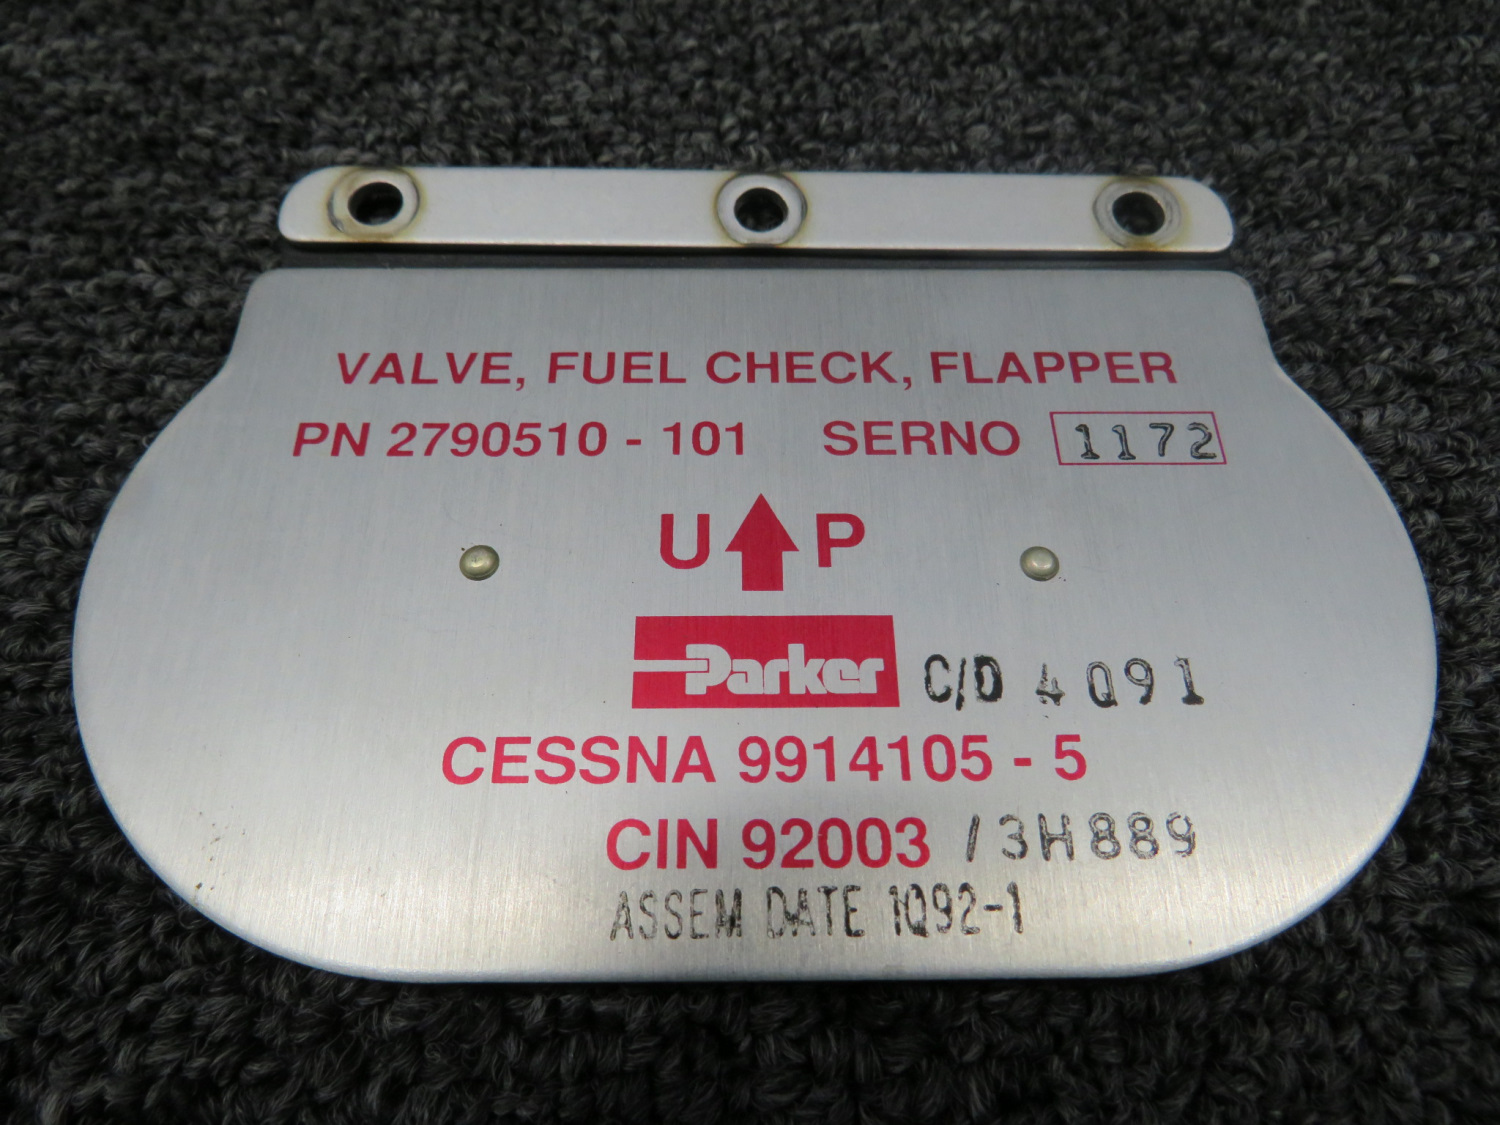 VALVE, FUEL CHECK, FLAPPER
PN 2790510 - 101 SERNO 1172
U P
Parker C/D 4Q91
CESSNA 9914105 - 5
CIN 92003 / 3H889
ASSEM DATE 1Q92-1